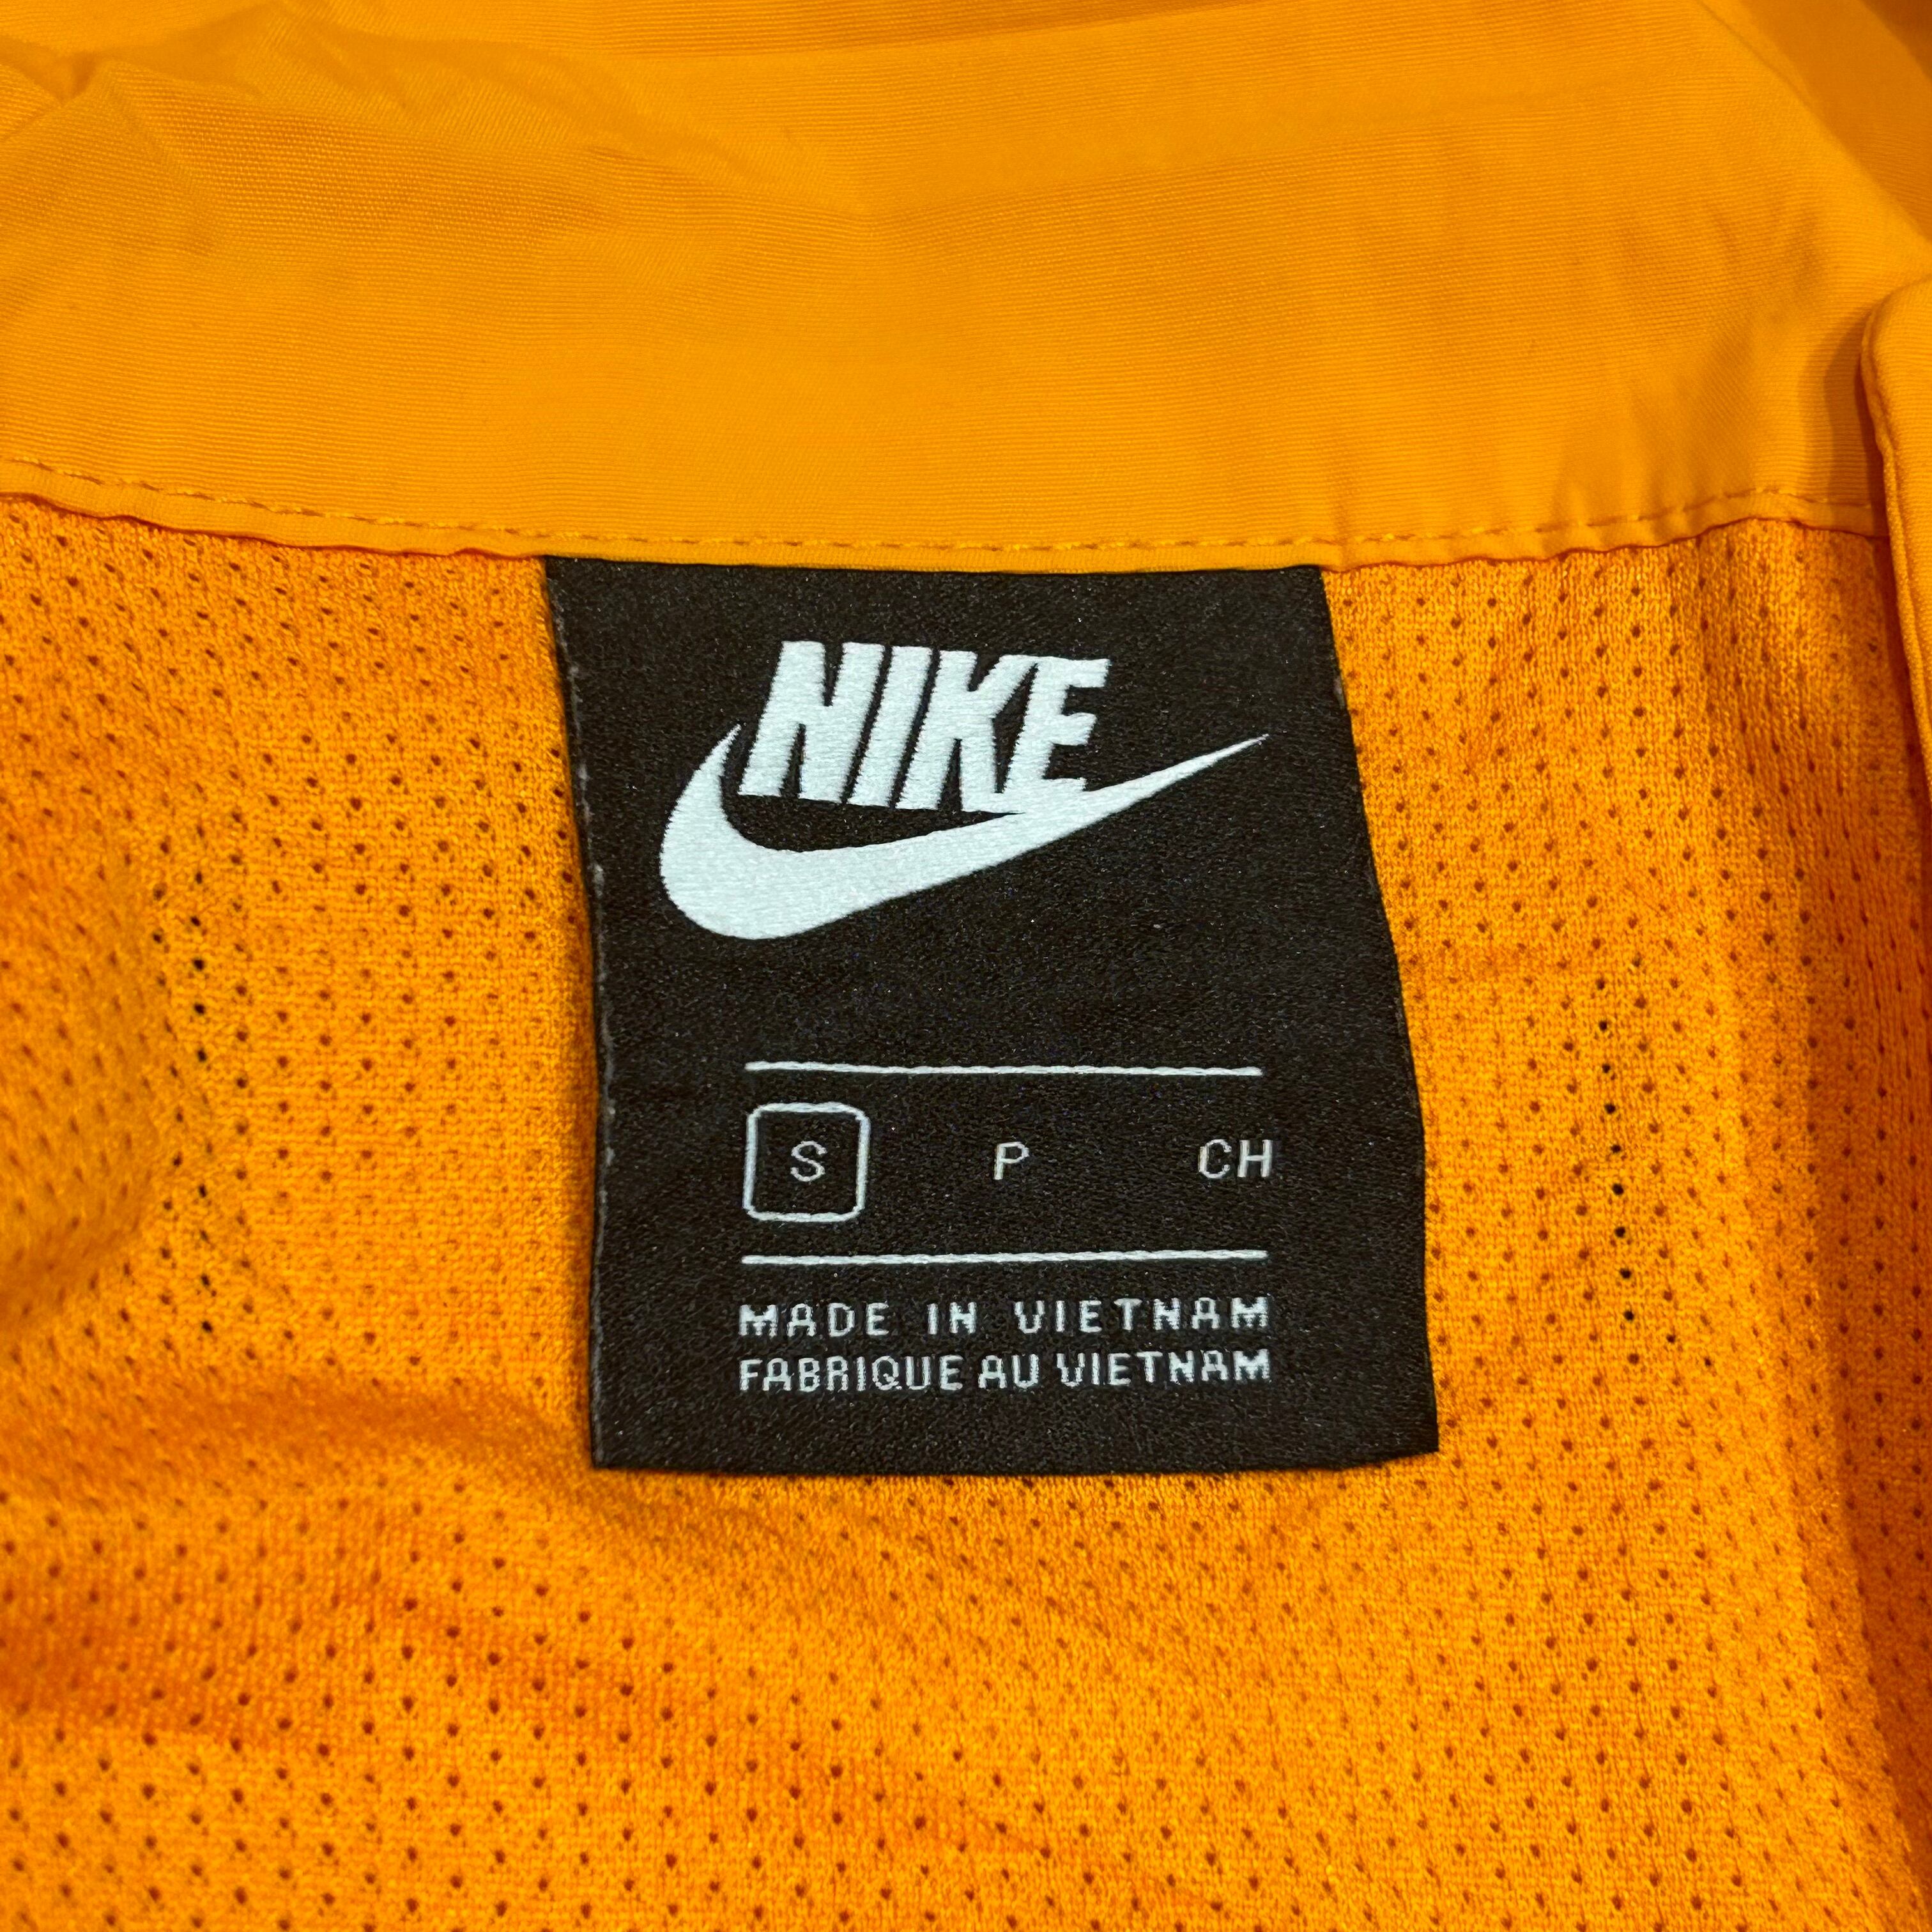 NIKE
S P CH
MADE IN VIETNAM
FABRIQUE AU VIETNAM